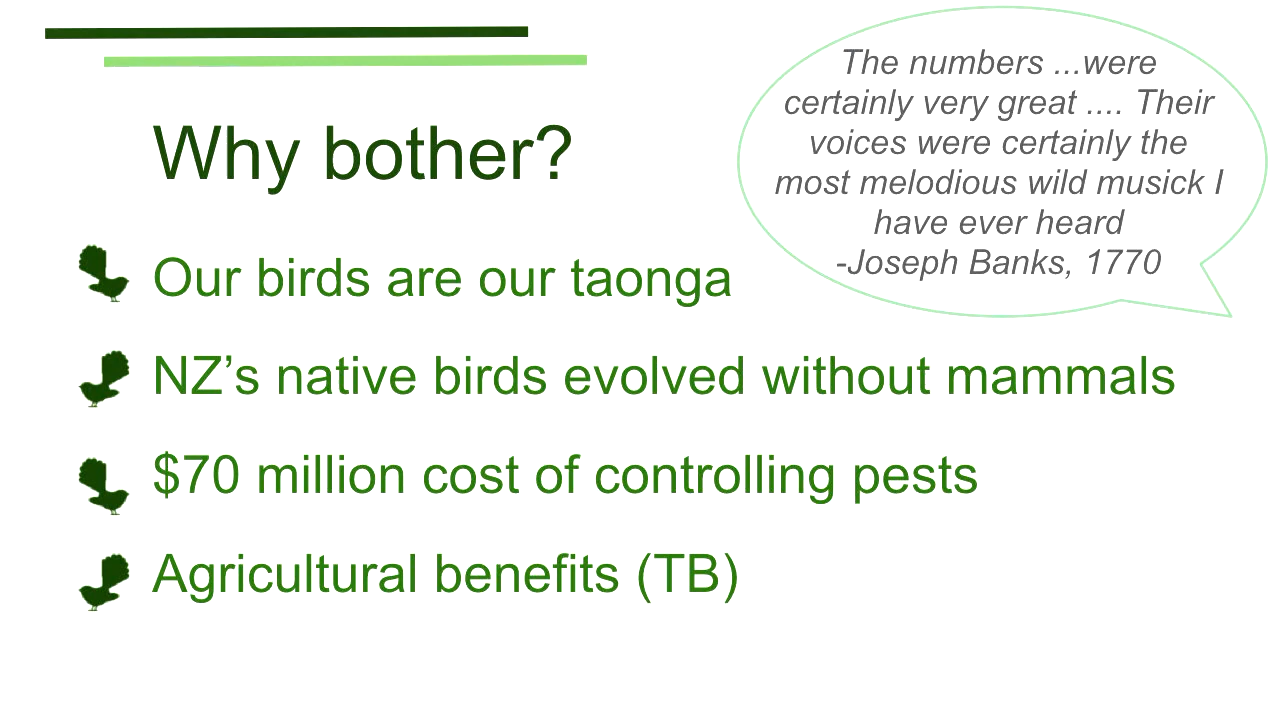 Why bother?
The numbers ...were
certainly very great .... Their
voices were certainly the
most melodious wild musick I
have ever heard
-Joseph Banks, 1770
Our birds are our taonga
NZ’s native birds evolved without mammals
$70 million cost of controlling pests
Agricultural benefits (TB)